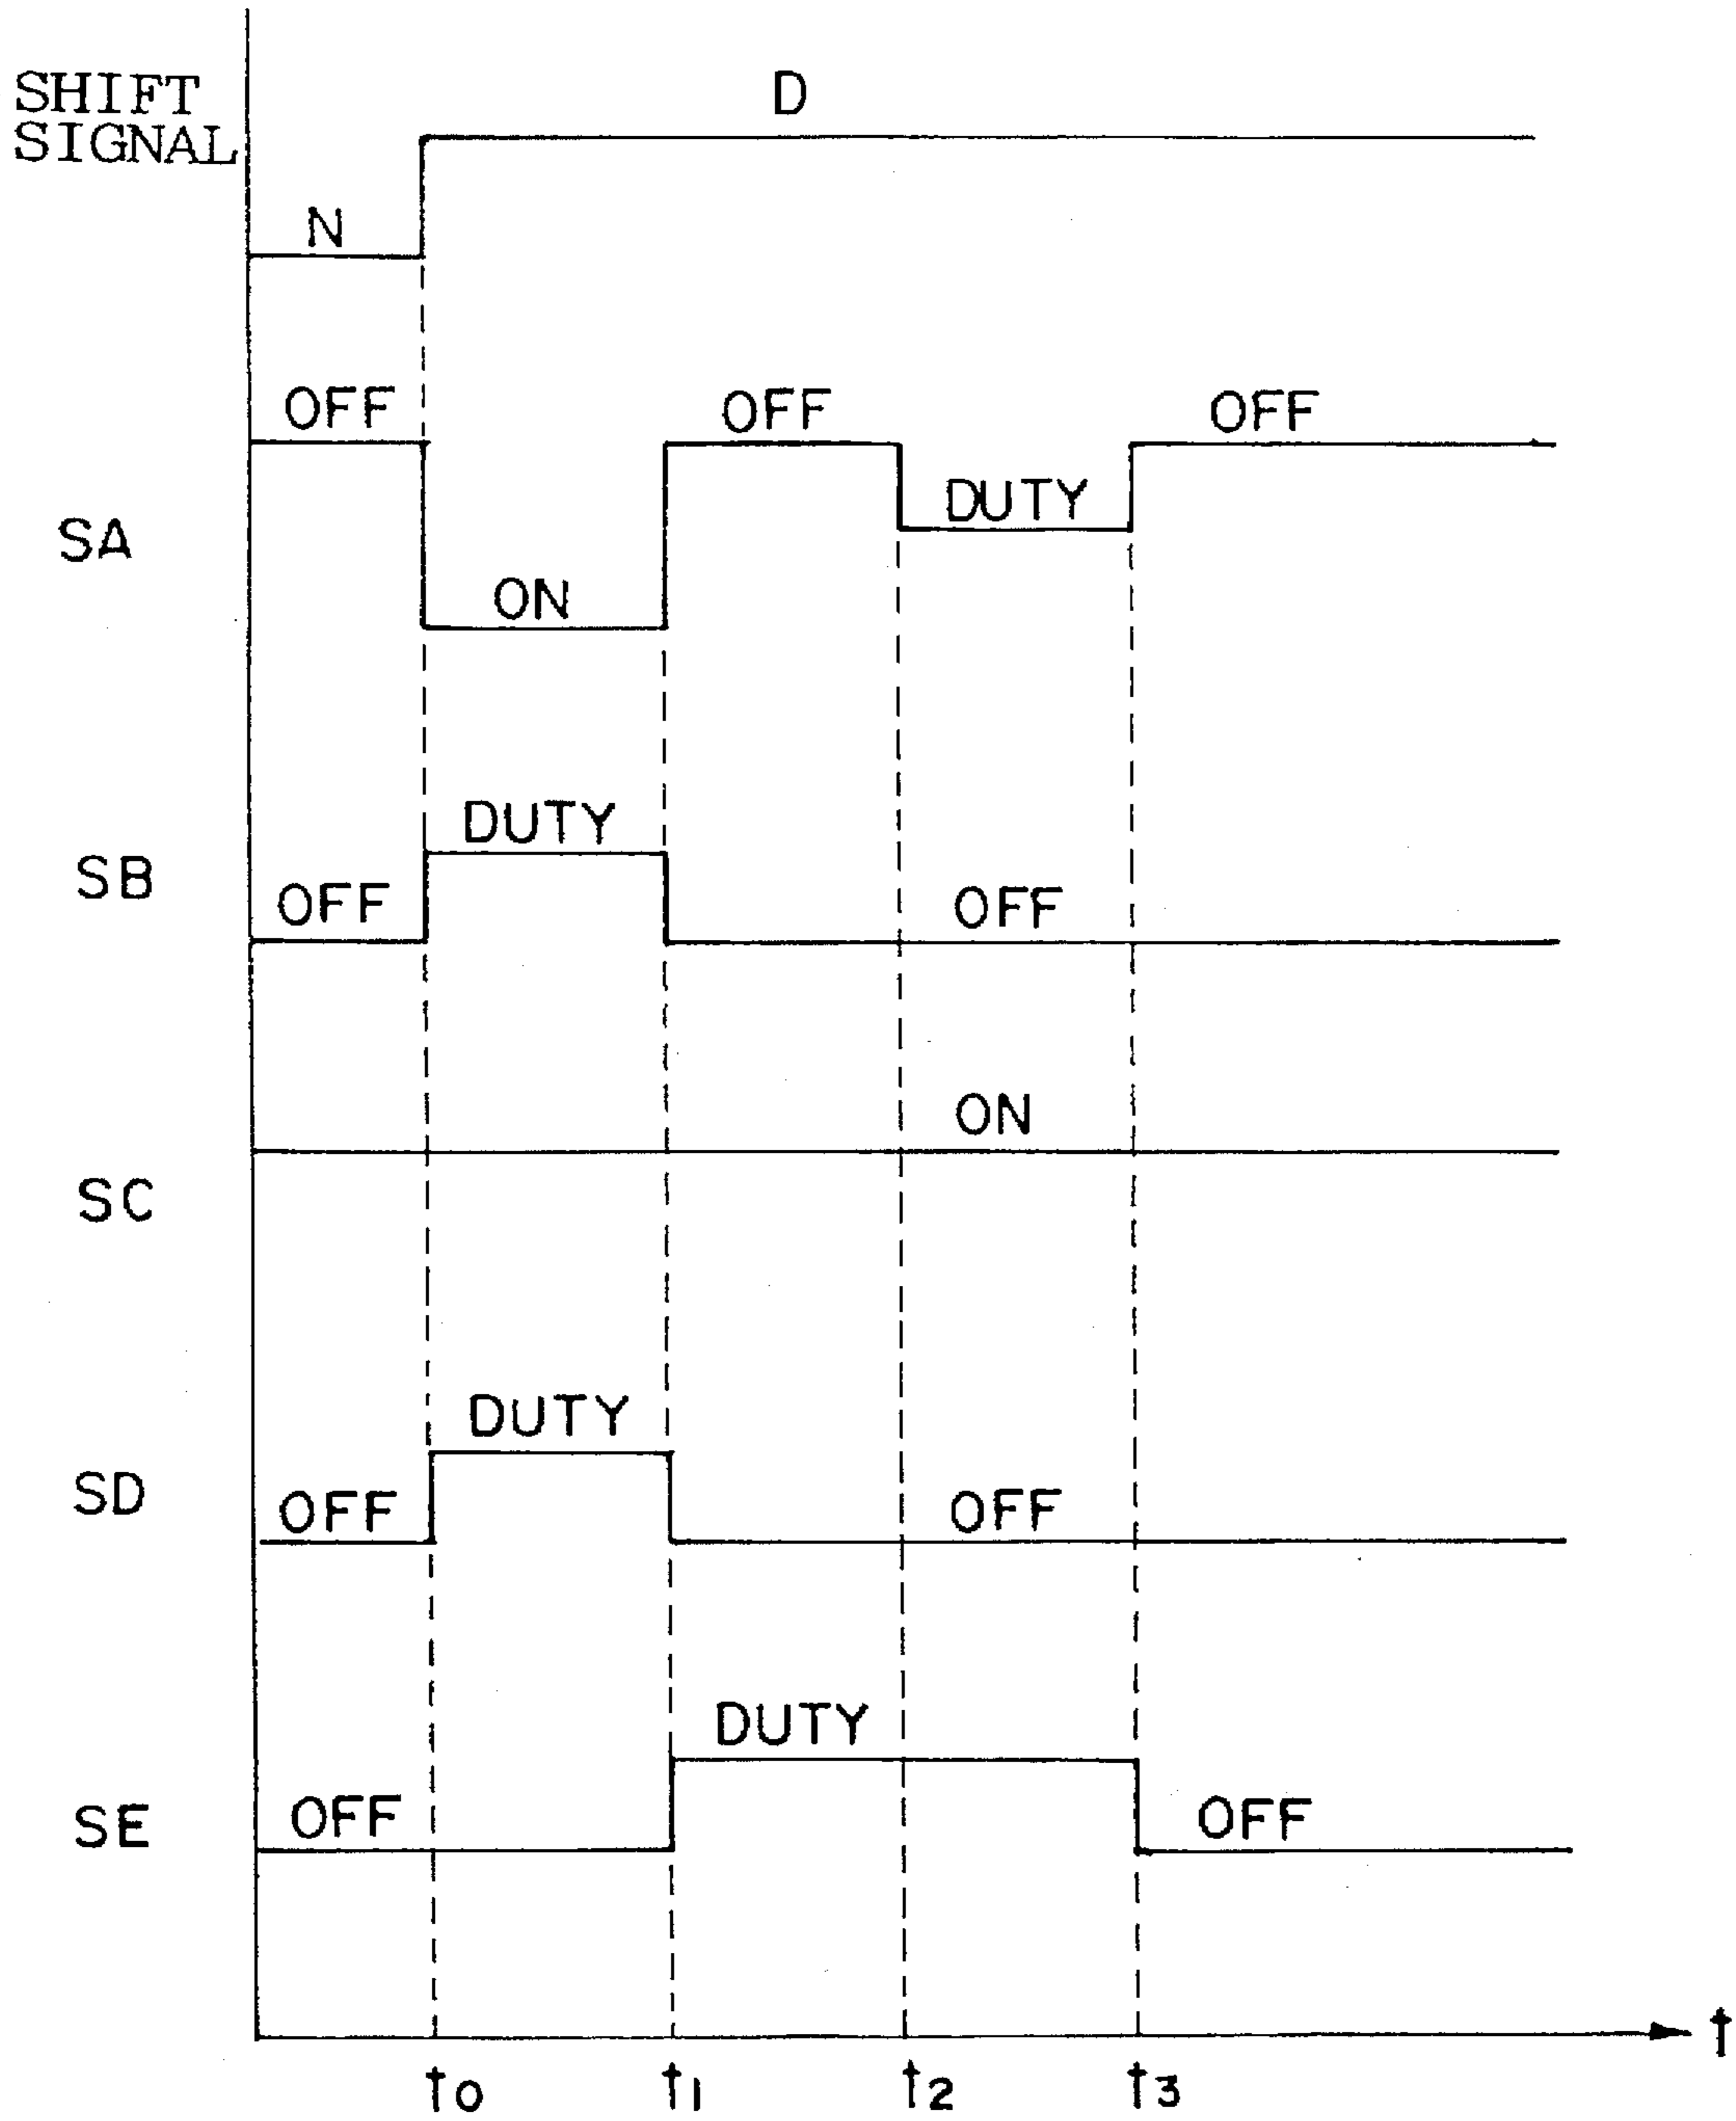 SHIFT
SIGNAL
D
N
OFF
OFF
OFF
SA
DUTY
ON
DUTY
SB
OFF
OFF
ON
SC
DUTY
SD
OFF
OFF
DUTY
SE
OFF
OFF
t
t0
t1
t2
t3